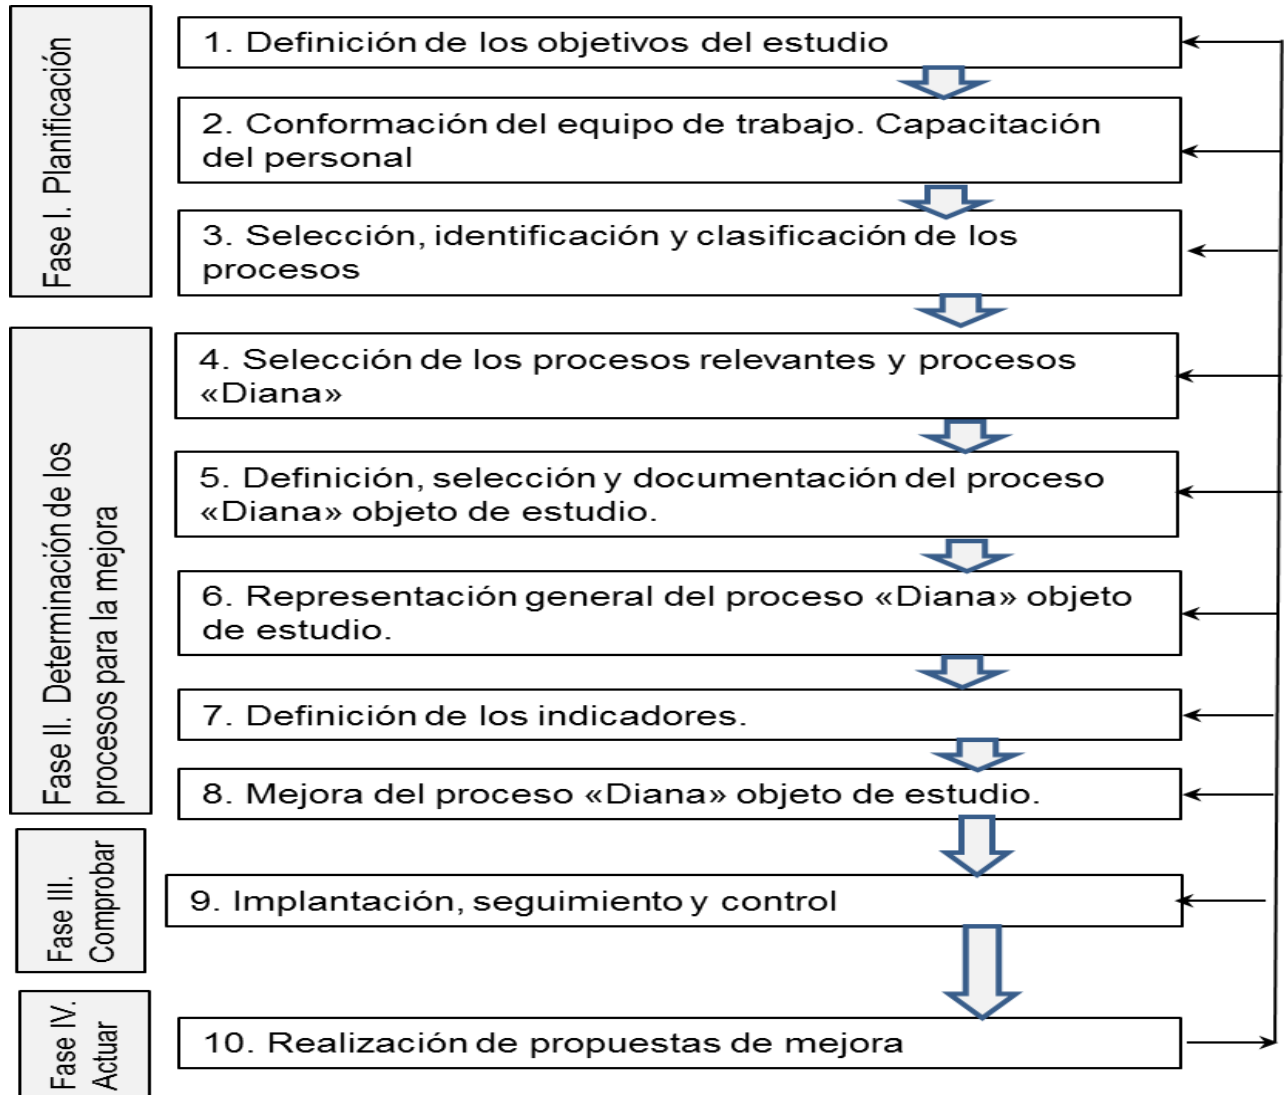 Fase I. Planificación
1. Definición de los objetivos del estudio
2. Conformación del equipo de trabajo. Capacitación
del personal
3. Selección, identificación y clasificación de los
procesos
Fase II. Determinación de los
procesos para la mejora
4. Selección de los procesos relevantes y procesos
«Diana»
5. Definición, selección y documentación del proceso
«Diana» objeto de estudio.
6. Representación general del proceso «Diana» objeto
de estudio.
7. Definición de los indicadores.
8. Mejora del proceso «Diana» objeto de estudio.
Fase III.
Comprobar
9. Implantación, seguimiento y control
Fase IV.
Actuar
10. Realización de propuestas de mejora